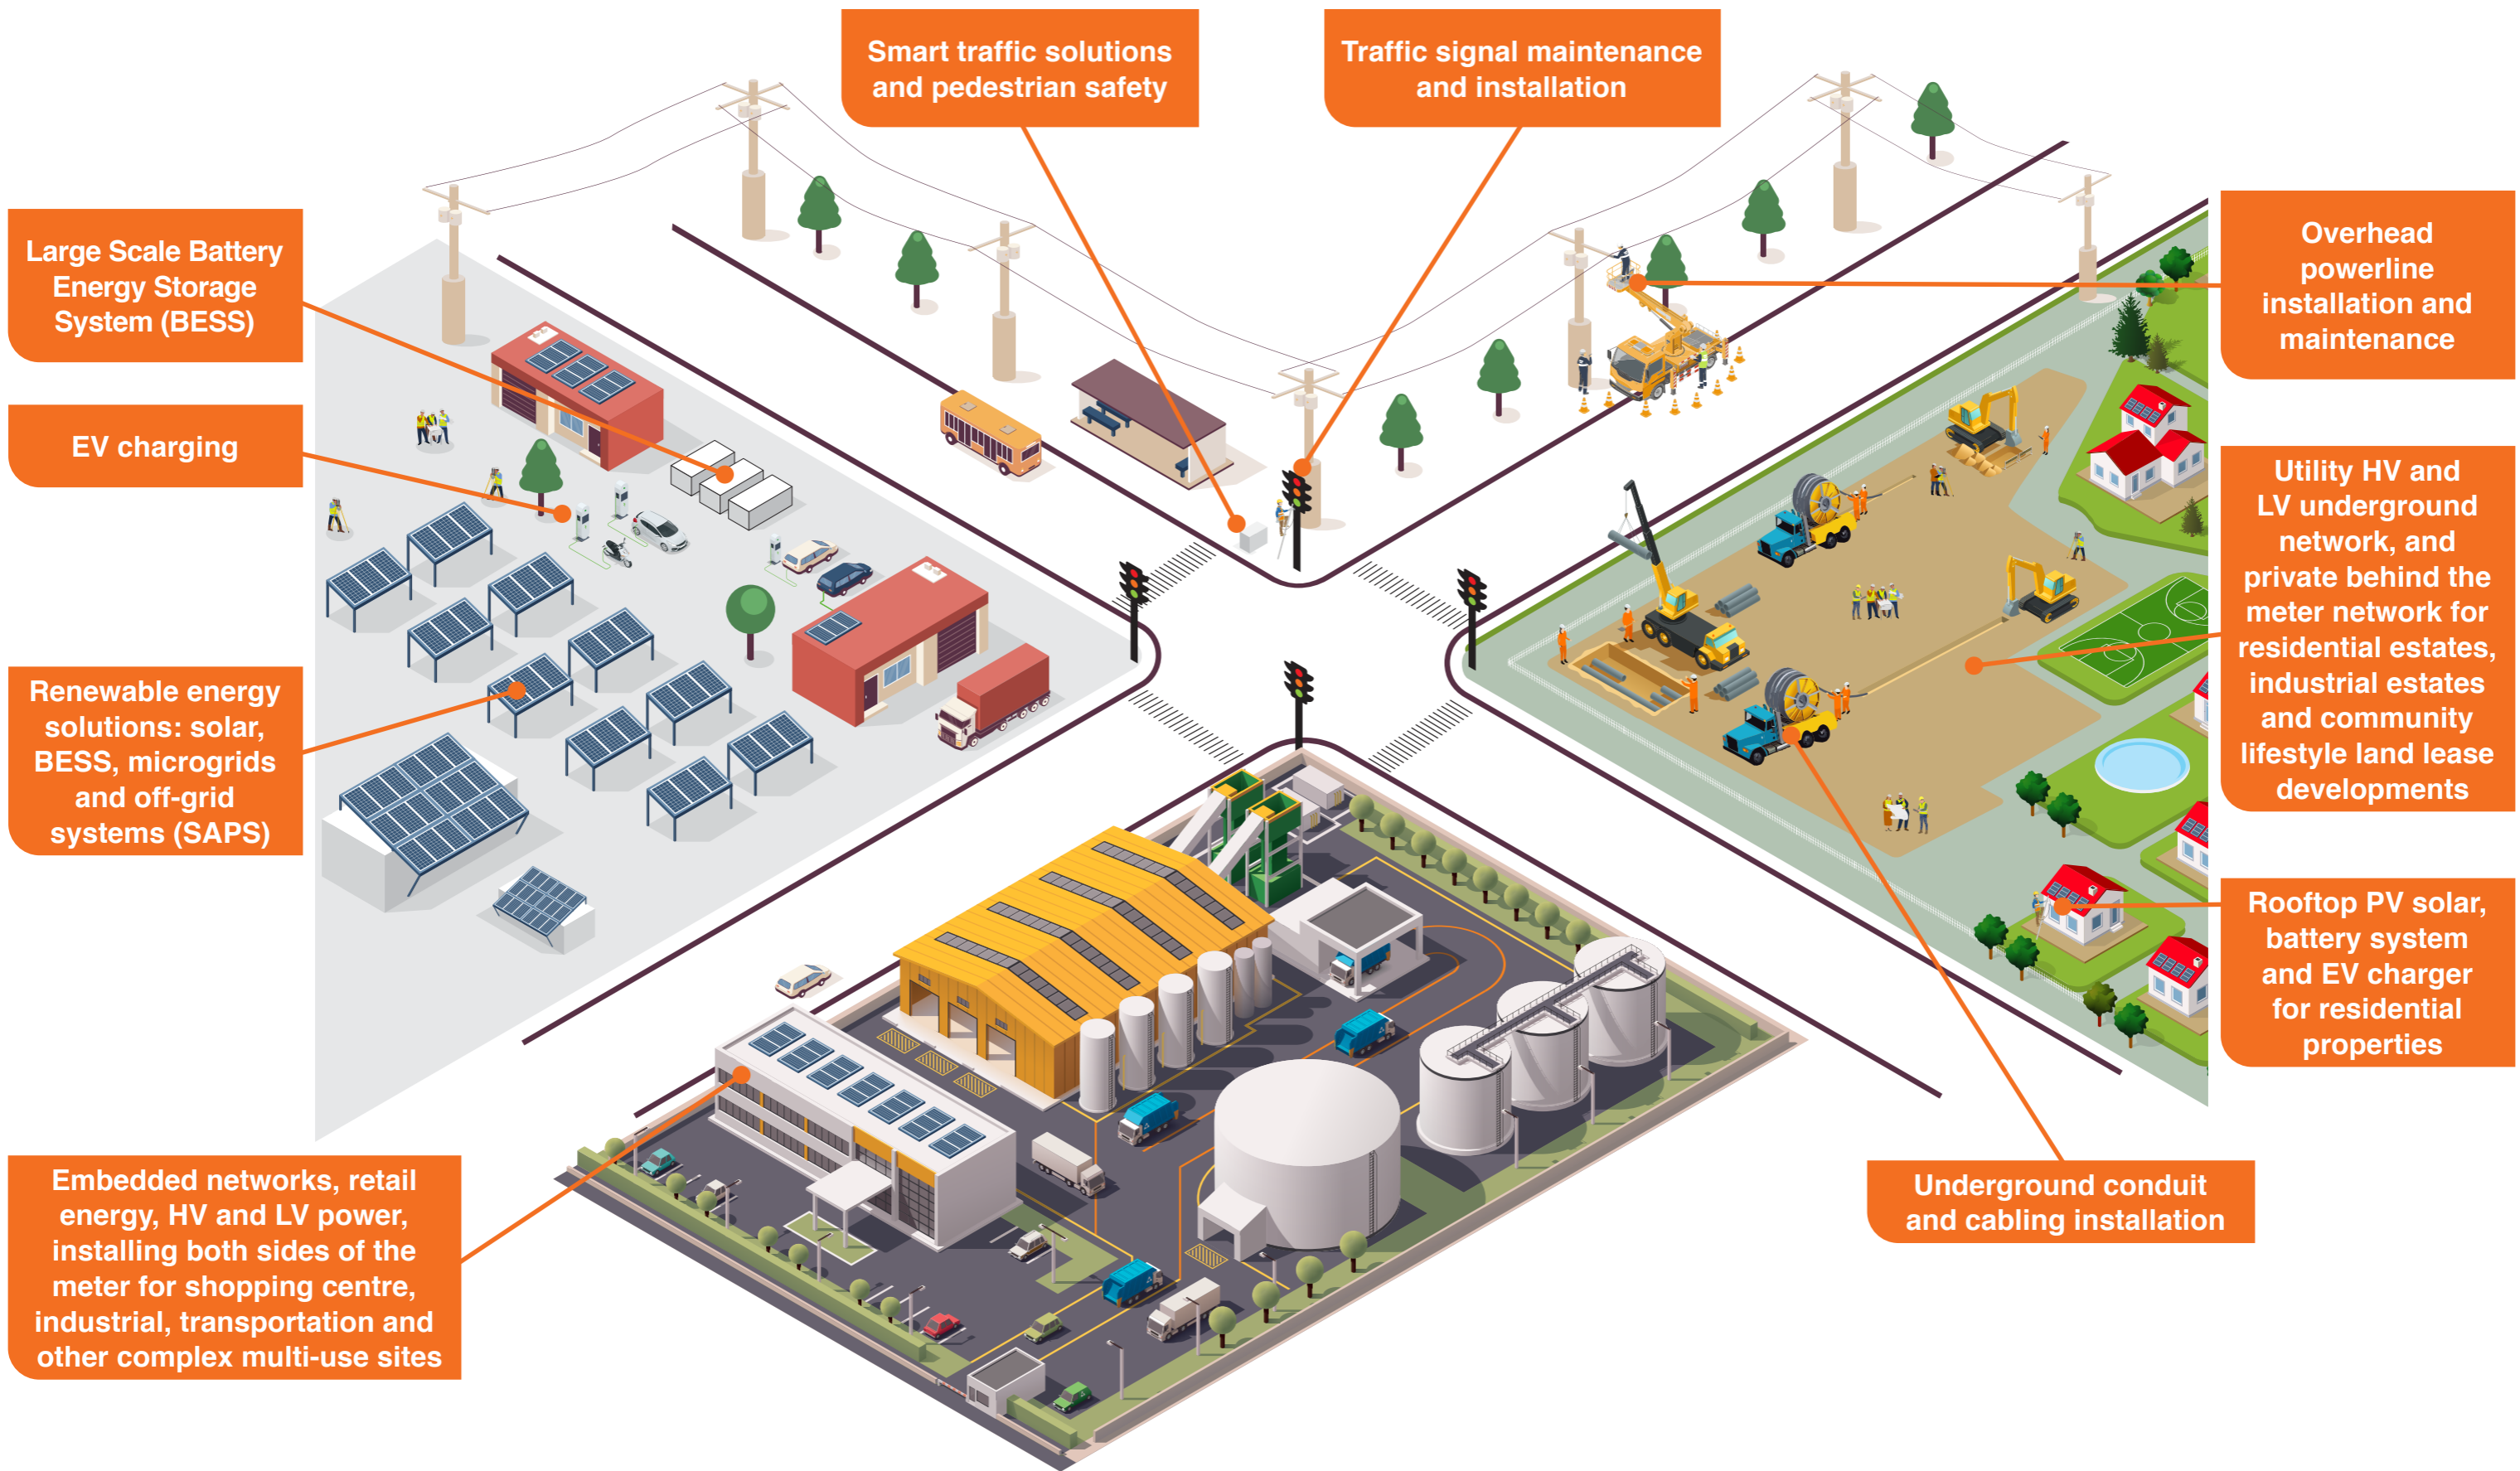 Smart traffic solutions
and pedestrian safety
Traffic signal maintenance
and installation
Large Scale Battery
Energy Storage
System (BESS)
EV charging
Renewable energy
solutions: solar,
BESS, microgrids
and off-grid
systems (SAPS)
Embedded networks, retail
energy, HV and LV power,
installing both sides of the
meter for shopping centre,
industrial, transportation and
other complex multi-use sites
Overhead
powerline
installation and
maintenance
Utility HV and
LV underground
network, and
private behind the
meter network for
residential estates,
industrial estates
and community
lifestyle land lease
developments
Rooftop PV solar,
battery system
and EV charger
for residential
properties
Underground conduit
and cabling installation